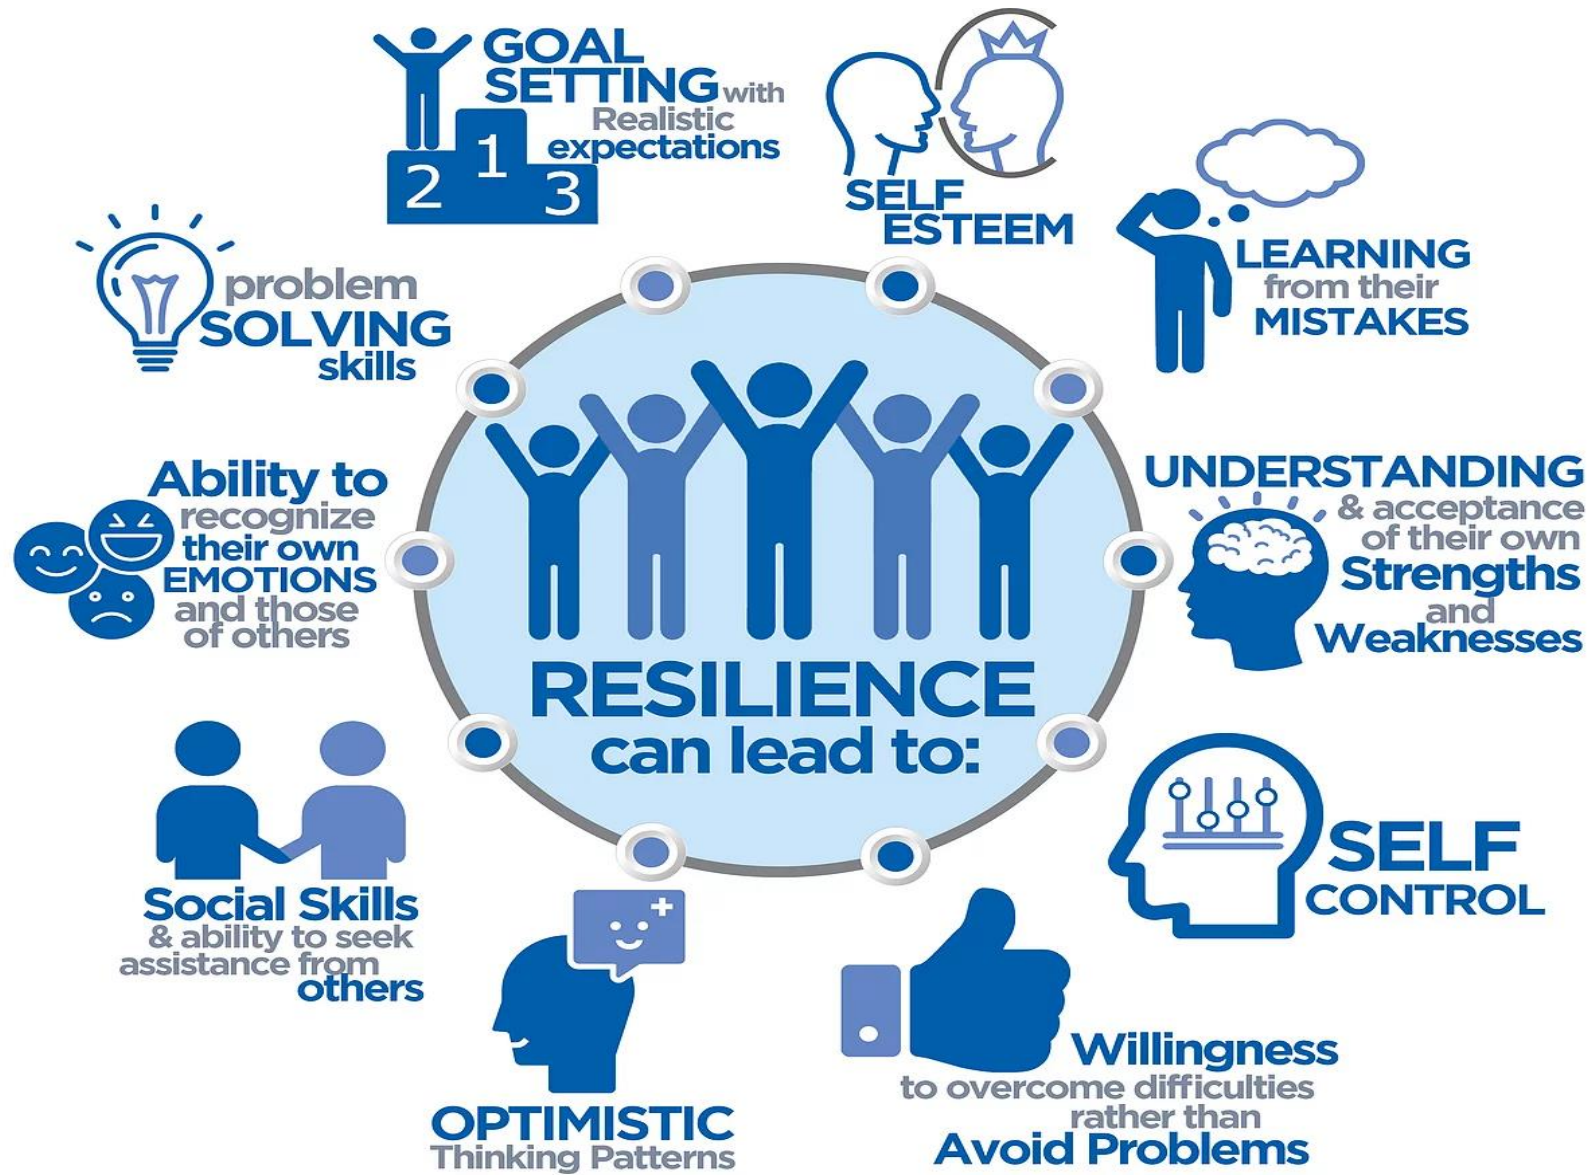 GOAL
SETTING with
Realistic
expectations
2 1 3
SELF
ESTEEM
LEARNING
from their
MISTAKES
problem
SOLVING
skills
Ability to
recognize
their own
EMOTIONS
and those
of others
UNDERSTANDING
& acceptance
of their own
Strengths
and
Weaknesses
RESILIENCE
can lead to:
SELF
CONTROL
Social Skills
& ability to seek
assistance from
others
OPTIMISTIC
Thinking Patterns
Willingness
to overcome difficulties
rather than
Avoid Problems